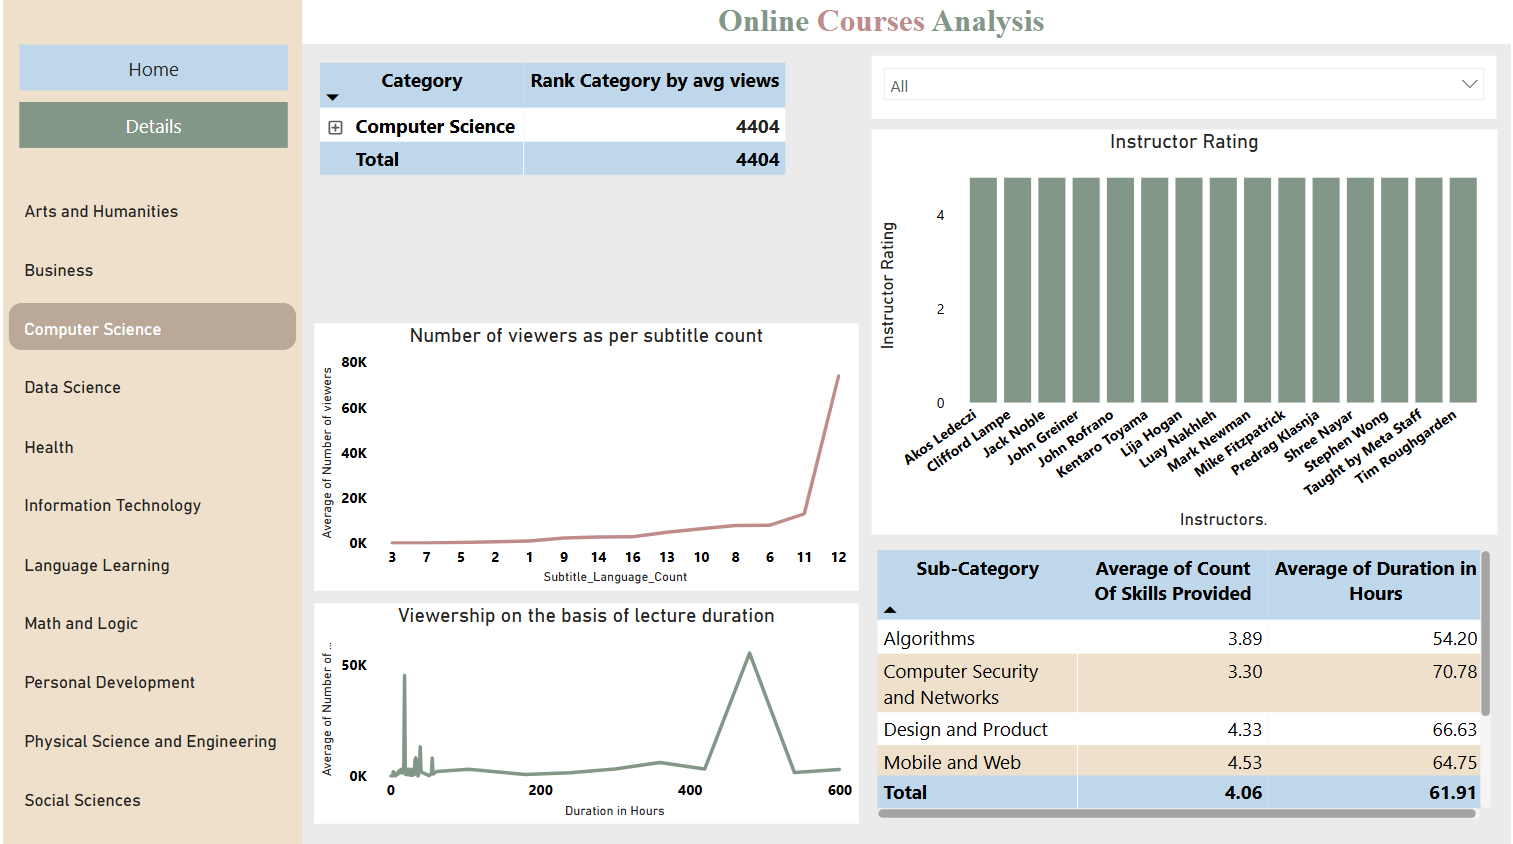 Online Courses Analysis
Home
Details
Arts and Humanities
Business
Computer Science
Data Science
Health
Information Technology
Language Learning
Math and Logic
Personal Development
Physical Science and Engineering
Social Sciences
Category Rank Category by avg views
Computer Science 4404
Total 4404
Number of viewers as per subtitle count
Average of Number of viewers
80K
60K
40K
20K
0K
3 7 5 2 1 9 14 16 13 10 8 6 11 12
Subtitle_Language_Count
Viewership on the basis of lecture duration
Average of Number of ...
50K
0K
0 200 400 600
Duration in Hours
All
Instructor Rating
Instructor Rating
4
2
0
Akos Ledeczi
Clifford Lampe
Jack Noble
John Greiner
John Rofrano
Kentaro Toyama
Lija Hogan
Luay Nakhleh
Mark Newman
Mike Fitzpatrick
Predrag Klasnja
Shree Nayar
Stephen Wong
Taught by Meta Staff
Tim Roughgarden
Instructors.
Sub-Category Average of Count Average of Duration in
Of Skills Provided Hours
Algorithms 3.89 54.20
Computer Security 3.30 70.78
and Networks
Design and Product 4.33 66.63
Mobile and Web 4.53 64.75
Total 4.06 61.91